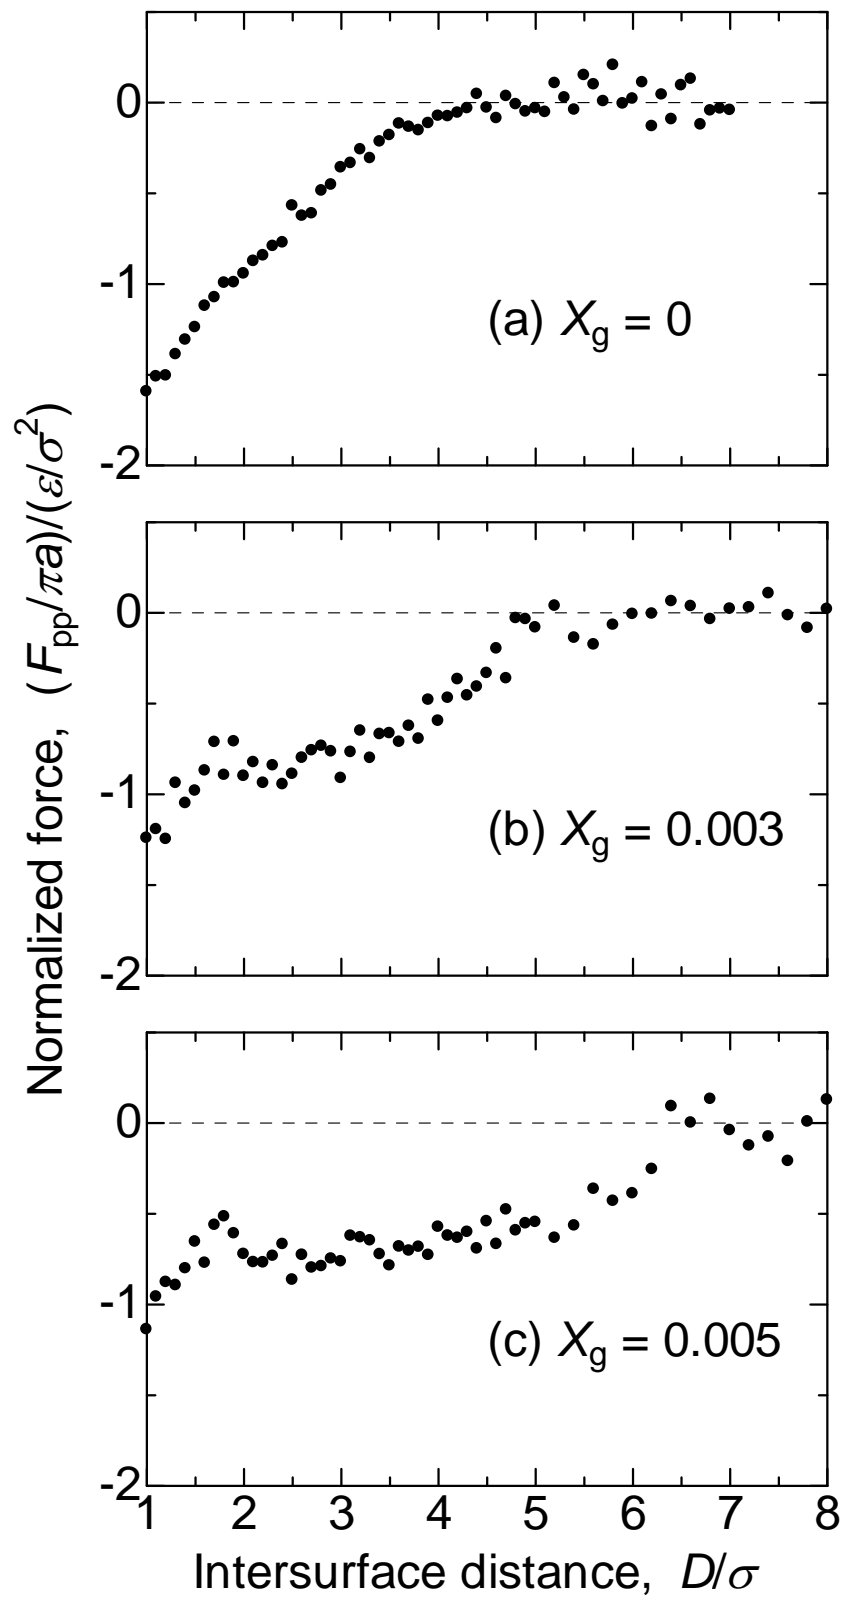 Normalized force, (Fpp/πa)/(ε/σ²)
0
-1
-2
(a) Xg = 0
0
-1
-2
(b) Xg = 0.003
0
-1
-2
(c) Xg = 0.005
1 2 3 4 5 6 7 8
Intersurface distance, D/σ